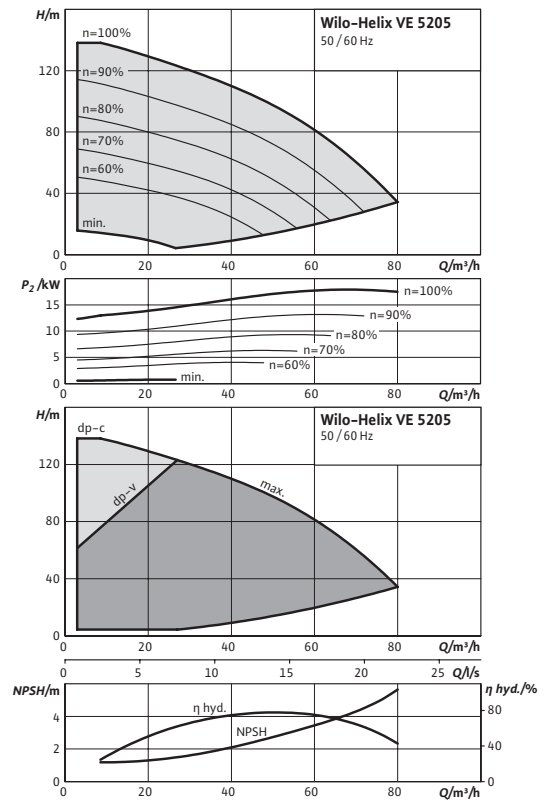 H/m
Wilo-Helix VE 5205
50 / 60 Hz
n=100%
n=90%
n=80%
n=70%
n=60%
min.
120
80
40
0
0 20 40 60 80 Q/m³/h
P₂ /kW
15
10
5
0
n=100%
n=90%
n=80%
n=70%
n=60%
min.
0 20 40 60 80 Q/m³/h
H/m
Wilo-Helix VE 5205
50 / 60 Hz
dp-c
dp-v
max.
120
80
40
0
0 20 40 60 80 Q/m³/h
0 5 10 15 20 25 Q/l/s
NPSH/m
η hyd./%
η hyd.
NPSH
4
2
0
80
40
0
0 20 40 60 80 Q/m³/h